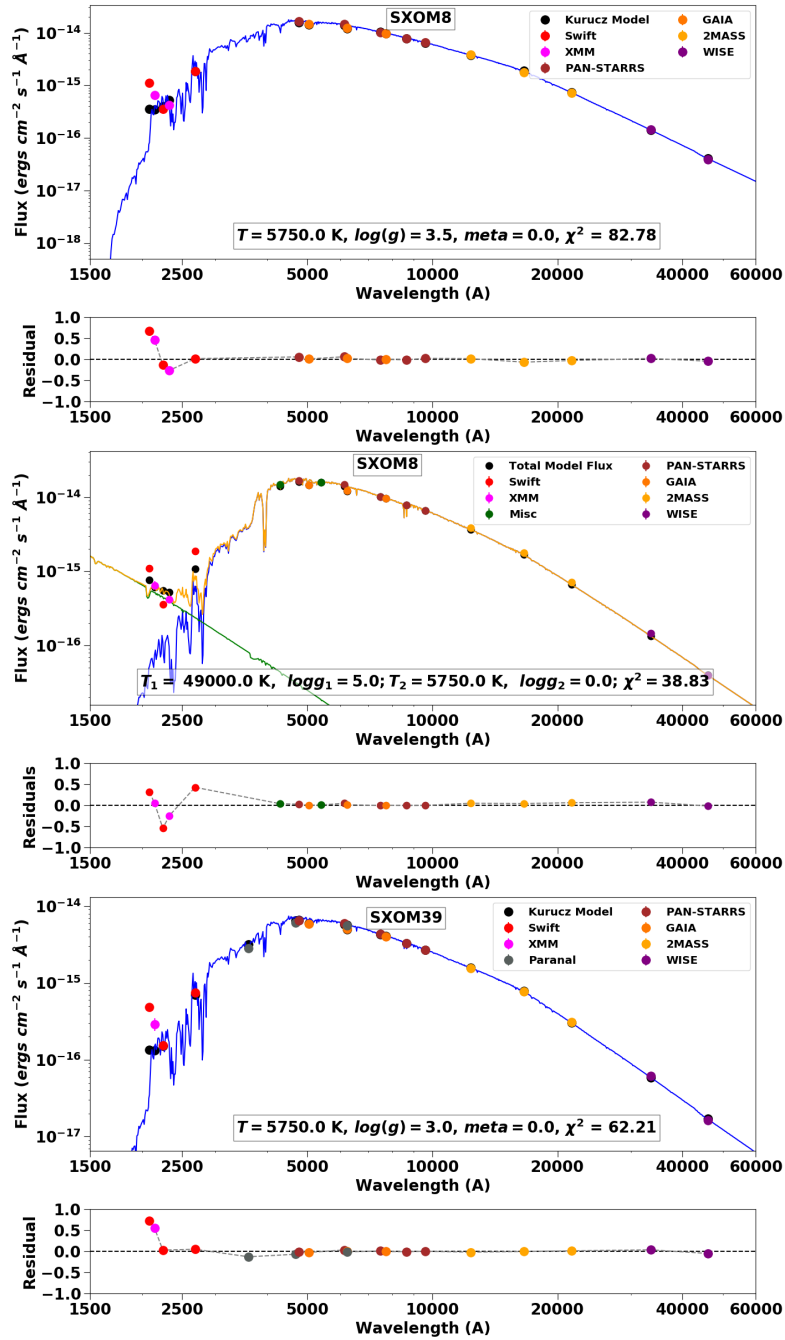 SXOM8
Kurucz Model
Swift
XMM
PAN-STARRS
GAIA
2MASS
WISE
Flux (ergs cm⁻² s⁻¹ Å⁻¹)
10⁻¹⁴
10⁻¹⁵
10⁻¹⁶
10⁻¹⁷
10⁻¹⁸
T = 5750.0 K, log(g) = 3.5, meta = 0.0, χ² = 82.78
1500 2500 5000 10000 20000 40000 60000
Wavelength (A)
Residual
1.0
0.5
0.0
−0.5
−1.0
1500 2500 5000 10000 20000 40000 60000
Wavelength (A)
SXOM8
Total Model Flux
Swift
XMM
Misc
PAN-STARRS
GAIA
2MASS
WISE
Flux (ergs cm⁻² s⁻¹ Å⁻¹)
10⁻¹⁴
10⁻¹⁵
10⁻¹⁶
T₁ = 49000.0 K, logg₁ = 5.0; T₂ = 5750.0 K, logg₂ = 0.0; χ² = 38.83
1500 2500 5000 10000 20000 40000 60000
Wavelength (A)
Residuals
1.0
0.5
0.0
−0.5
−1.0
1500 2500 5000 10000 20000 40000 60000
Wavelength (A)
SXOM39
Kurucz Model
Swift
XMM
Paranal
PAN-STARRS
GAIA
2MASS
WISE
Flux (ergs cm⁻² s⁻¹ Å⁻¹)
10⁻¹⁴
10⁻¹⁵
10⁻¹⁶
10⁻¹⁷
T = 5750.0 K, log(g) = 3.0, meta = 0.0, χ² = 62.21
1500 2500 5000 10000 20000 40000 60000
Wavelength (A)
Residual
1.0
0.5
0.0
−0.5
−1.0
1500 2500 5000 10000 20000 40000 60000
Wavelength (A)